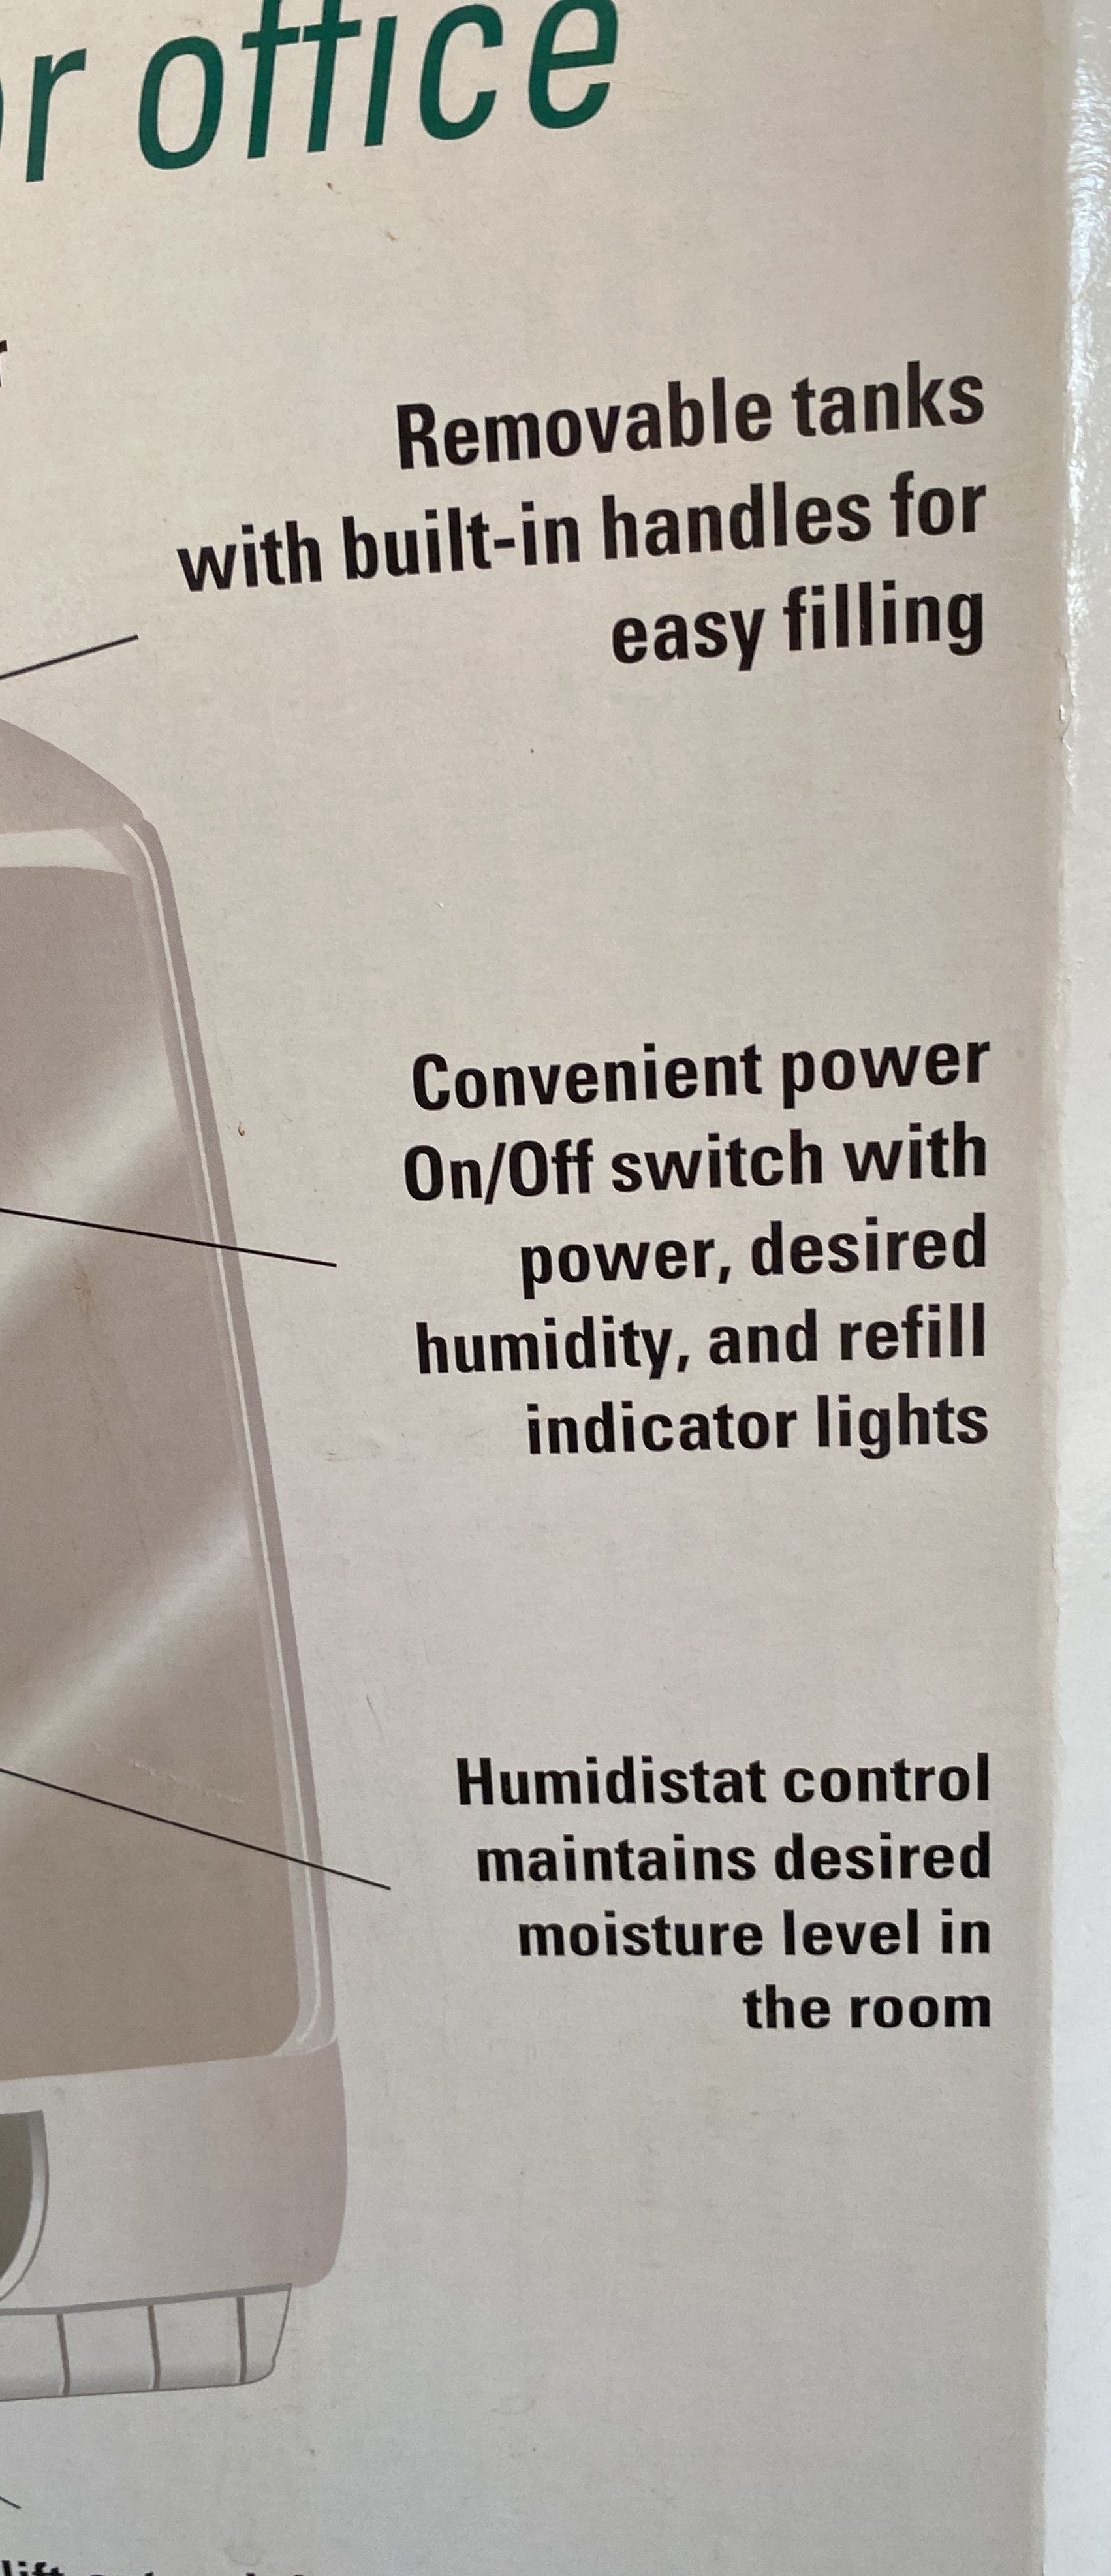 office
Removable tanks
with built-in handles for
easy filling
Convenient power
On/Off switch with
power, desired
humidity, and refill
indicator lights
Humidistat control
maintains desired
moisture level in
the room